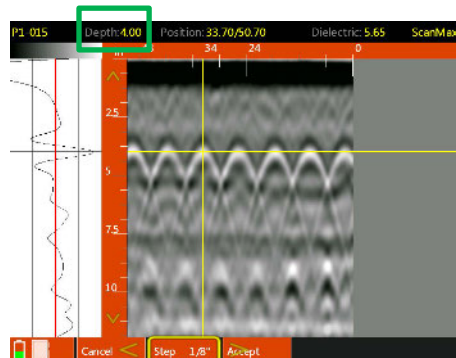 P1 015 Depth:4.00 Position:33.70/50.70 Dielectric: 5.65 ScanMax
in 34 24 0
2.5
5
7.5
10
Cancel Step 1/8" Accept